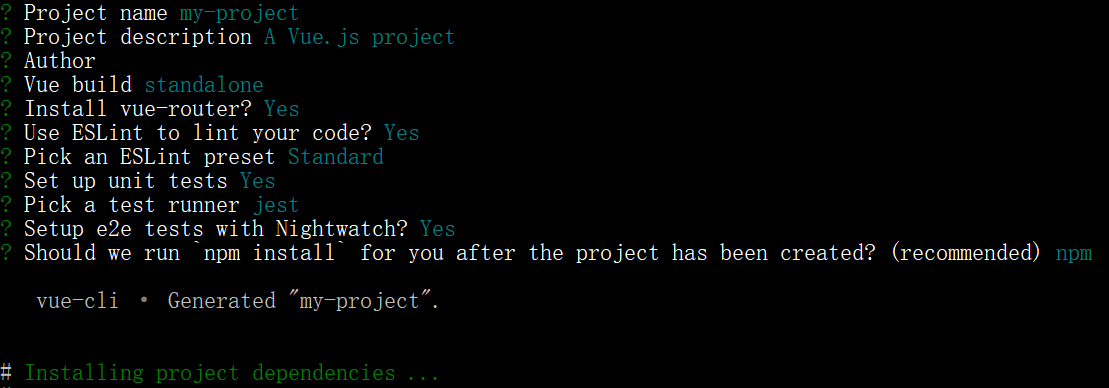 ? Project name my-project
? Project description A Vue.js project
? Author
? Vue build standalone
? Install vue-router? Yes
? Use ESLint to lint your code? Yes
? Pick an ESLint preset Standard
? Set up unit tests Yes
? Pick a test runner jest
? Setup e2e tests with Nightwatch? Yes
? Should we run `npm install` for you after the project has been created? (recommended) npm
vue-cli · Generated "my-project".
# Installing project dependencies ...